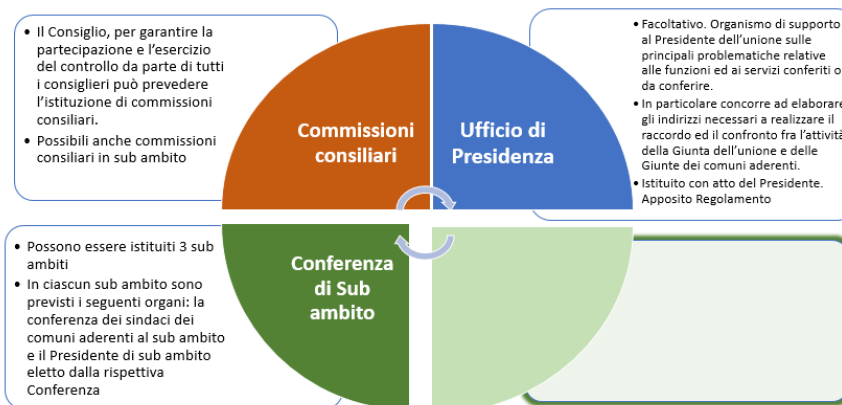 • Il Consiglio, per garantire la
partecipazione e l'esercizio
del controllo da parte di tutti
i consiglieri può prevedere
l'istituzione di commissioni
consiliari.
• Possibili anche commissioni
consiliari in sub ambito
Commissioni
consiliari
Ufficio di
Presidenza
• Facoltativo. Organismo di supporto
al Presidente dell'unione sulle
principali problematiche relative
alle funzioni ed ai servizi conferiti o
da conferire.
• In particolare concorre ad elaborare
gli indirizzi necessari a realizzare il
raccordo ed il confronto fra l'attività
della Giunta dell'unione e delle
Giunte dei comuni aderenti.
• Istituito con atto del Presidente.
Apposito Regolamento
• Possono essere istituiti 3 sub
ambiti
• In ciascun sub ambito sono
previsti i seguenti organi: la
conferenza dei sindaci dei
comuni aderenti al sub ambito
e il Presidente di sub ambito
eletto dalla rispettiva
Conferenza
Conferenza
di Sub
ambito